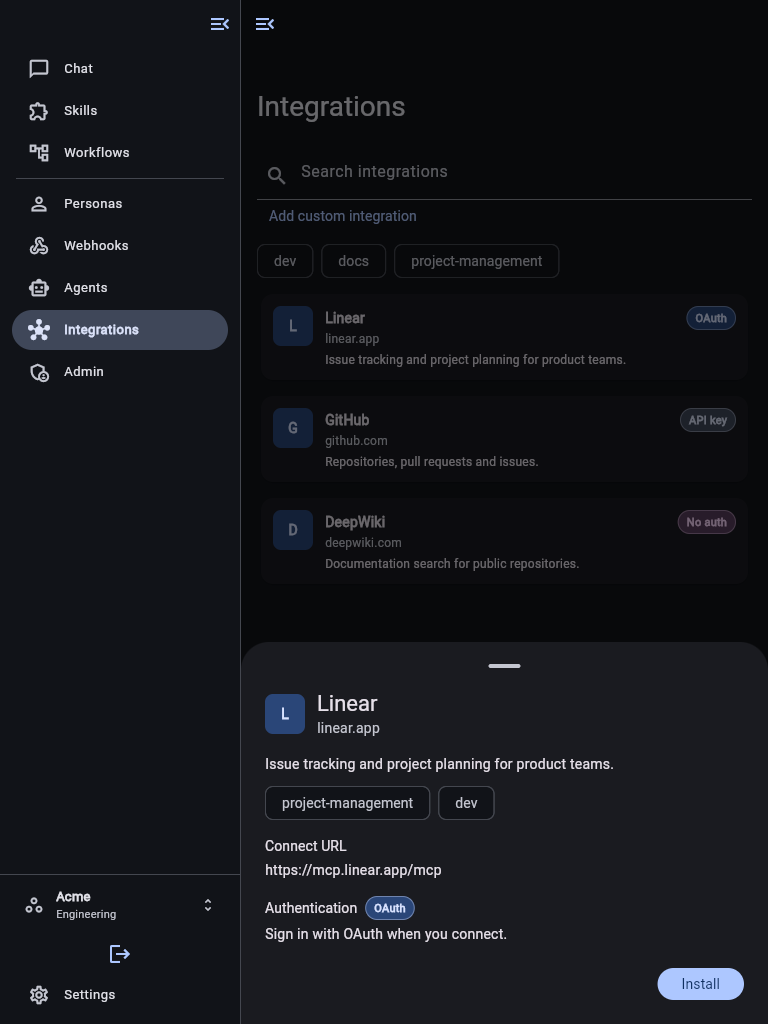 Chat
Skills
Workflows
Personas
Webhooks
Agents
Integrations
Admin
Acme
Engineering
Settings
Integrations
Search integrations
Add custom integration
dev docs project-management
L Linear OAuth
linear.app
Issue tracking and project planning for product teams.
G GitHub API key
github.com
Repositories, pull requests and issues.
D DeepWiki No auth
deepwiki.com
Documentation search for public repositories.
L Linear
linear.app
Issue tracking and project planning for product teams.
project-management dev
Connect URL
https://mcp.linear.app/mcp
Authentication OAuth
Sign in with OAuth when you connect.
Install